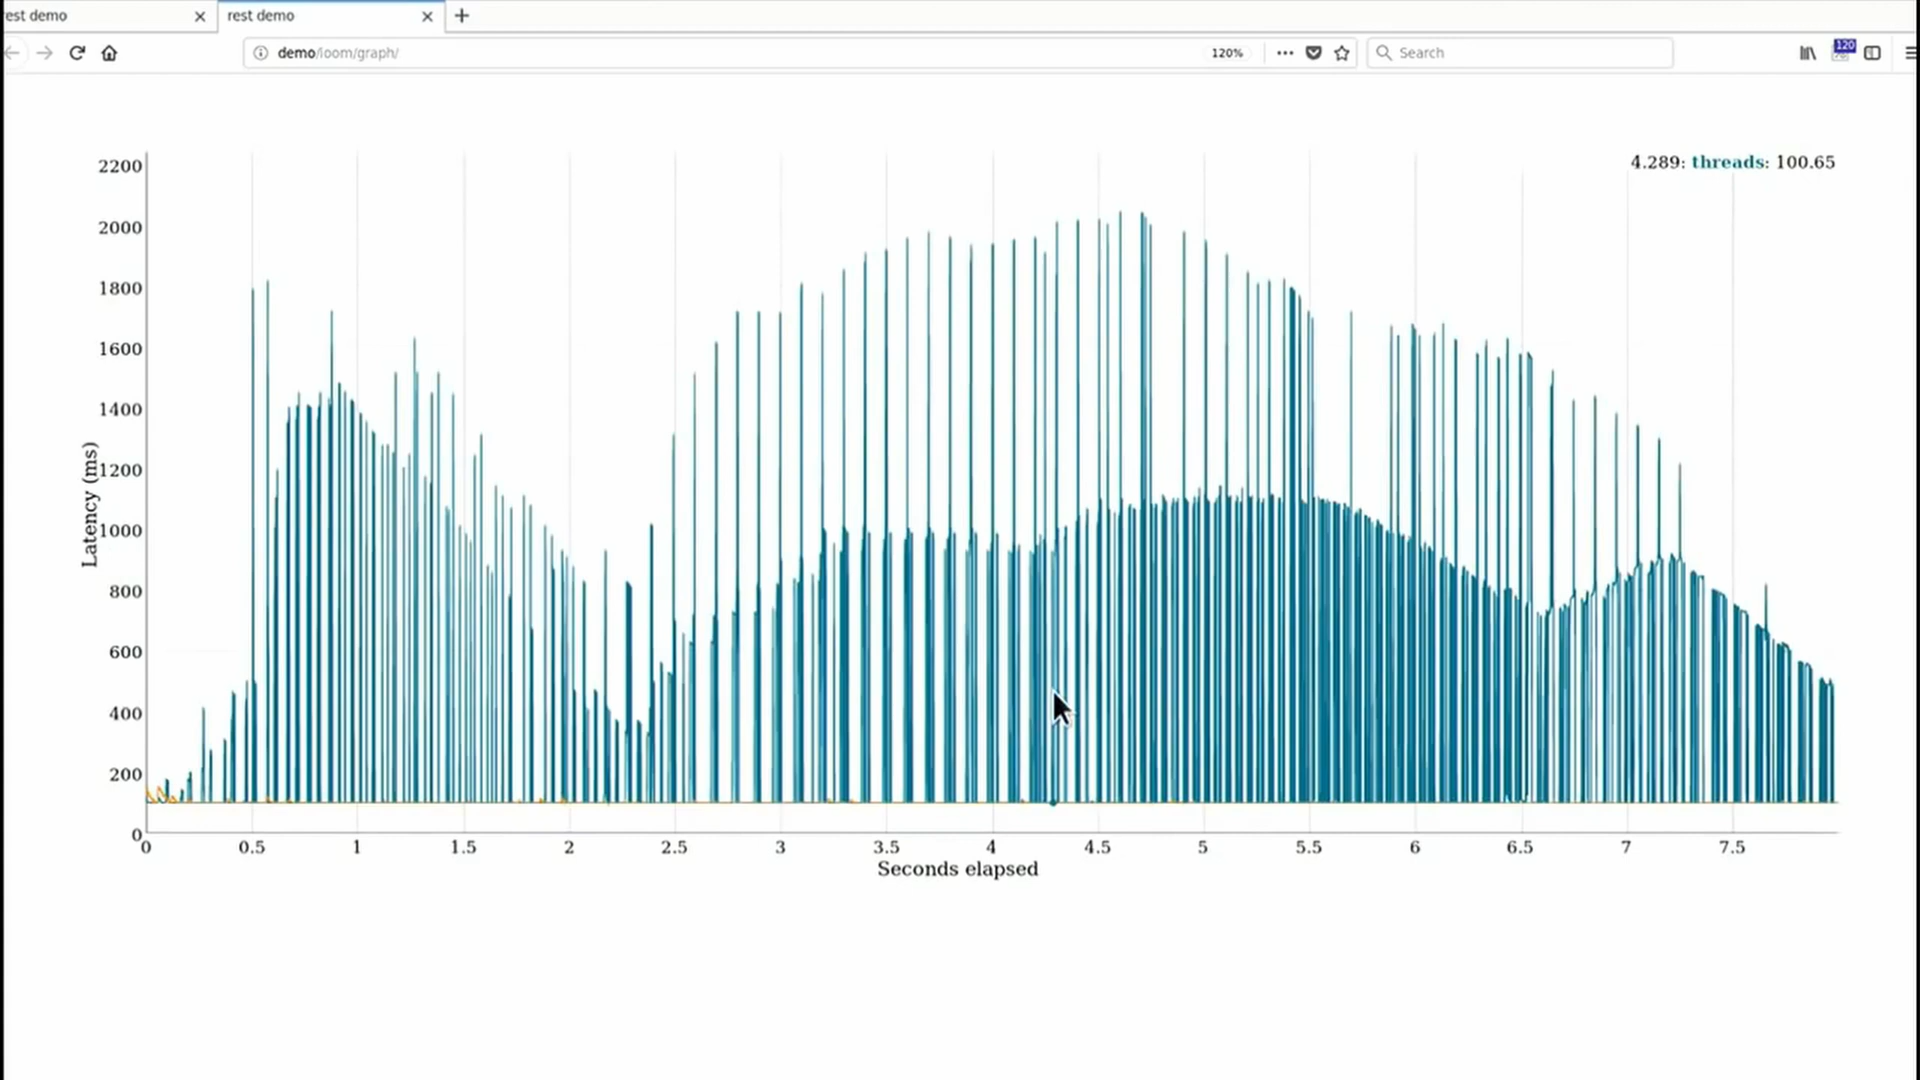 est demo
rest demo
demo/loom/graph/
120%
Search
120
4.289: threads: 100.65
2200
2000
1800
1600
1400
1200
1000
800
600
400
200
0
Latency (ms)
0 0.5 1 1.5 2 2.5 3 3.5 4 4.5 5 5.5 6 6.5 7 7.5
Seconds elapsed